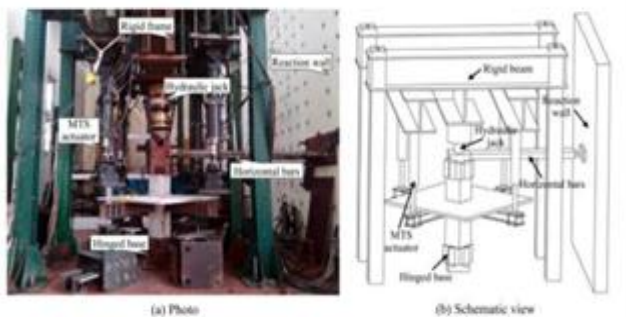 Rigid frame
Reaction wall
Hydraulic jack
MTS
actuator
Horizontal bars
Hinged base
(a) Photo
Rigid beam
Reaction
wall
Hydraulic
jack
Horizontal bars
MTS
actuator
Hinged base
(b) Schematic view